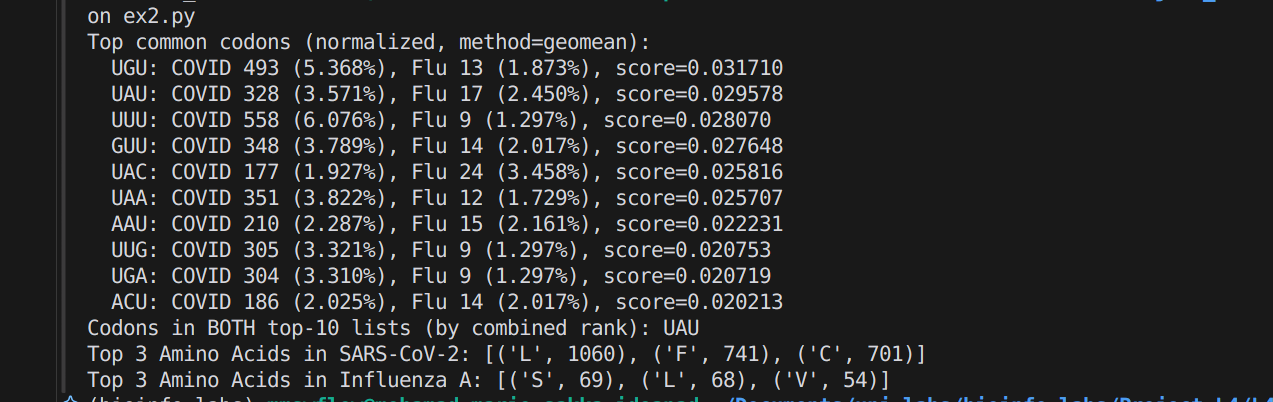 on ex2.py
Top common codons (normalized, method=geomean):
UGU: COVID 493 (5.368%), Flu 13 (1.873%), score=0.031710
UAU: COVID 328 (3.571%), Flu 17 (2.450%), score=0.029578
UUU: COVID 558 (6.076%), Flu 9 (1.297%), score=0.028070
GUU: COVID 348 (3.789%), Flu 14 (2.017%), score=0.027648
UAC: COVID 177 (1.927%), Flu 24 (3.458%), score=0.025816
UAA: COVID 351 (3.822%), Flu 12 (1.729%), score=0.025707
AAU: COVID 210 (2.287%), Flu 15 (2.161%), score=0.022231
UUG: COVID 305 (3.321%), Flu 9 (1.297%), score=0.020753
UGA: COVID 304 (3.310%), Flu 9 (1.297%), score=0.020719
ACU: COVID 186 (2.025%), Flu 14 (2.017%), score=0.020213
Codons in BOTH top-10 lists (by combined rank): UAU
Top 3 Amino Acids in SARS-CoV-2: [('L', 1060), ('F', 741), ('C', 701)]
Top 3 Amino Acids in Influenza A: [('S', 69), ('L', 68), ('V', 54)]